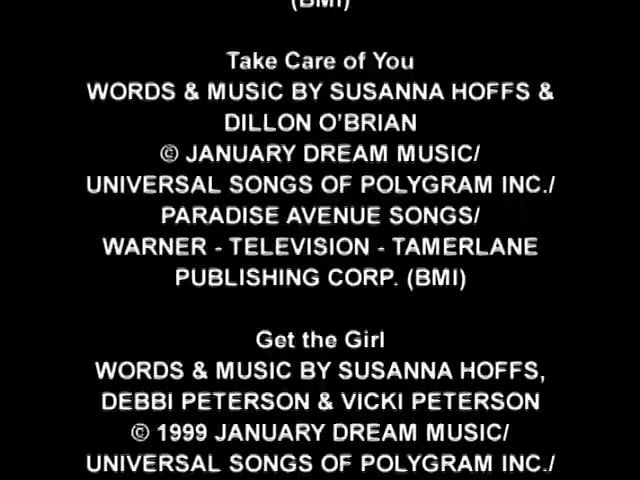 (BMI)
Take Care of You
WORDS & MUSIC BY SUSANNA HOFFS &
DILLON O’BRIAN
© JANUARY DREAM MUSIC/
UNIVERSAL SONGS OF POLYGRAM INC./
PARADISE AVENUE SONGS/
WARNER - TELEVISION - TAMERLANE
PUBLISHING CORP. (BMI)
Get the Girl
WORDS & MUSIC BY SUSANNA HOFFS,
DEBBI PETERSON & VICKI PETERSON
© 1999 JANUARY DREAM MUSIC/
UNIVERSAL SONGS OF POLYGRAM INC./